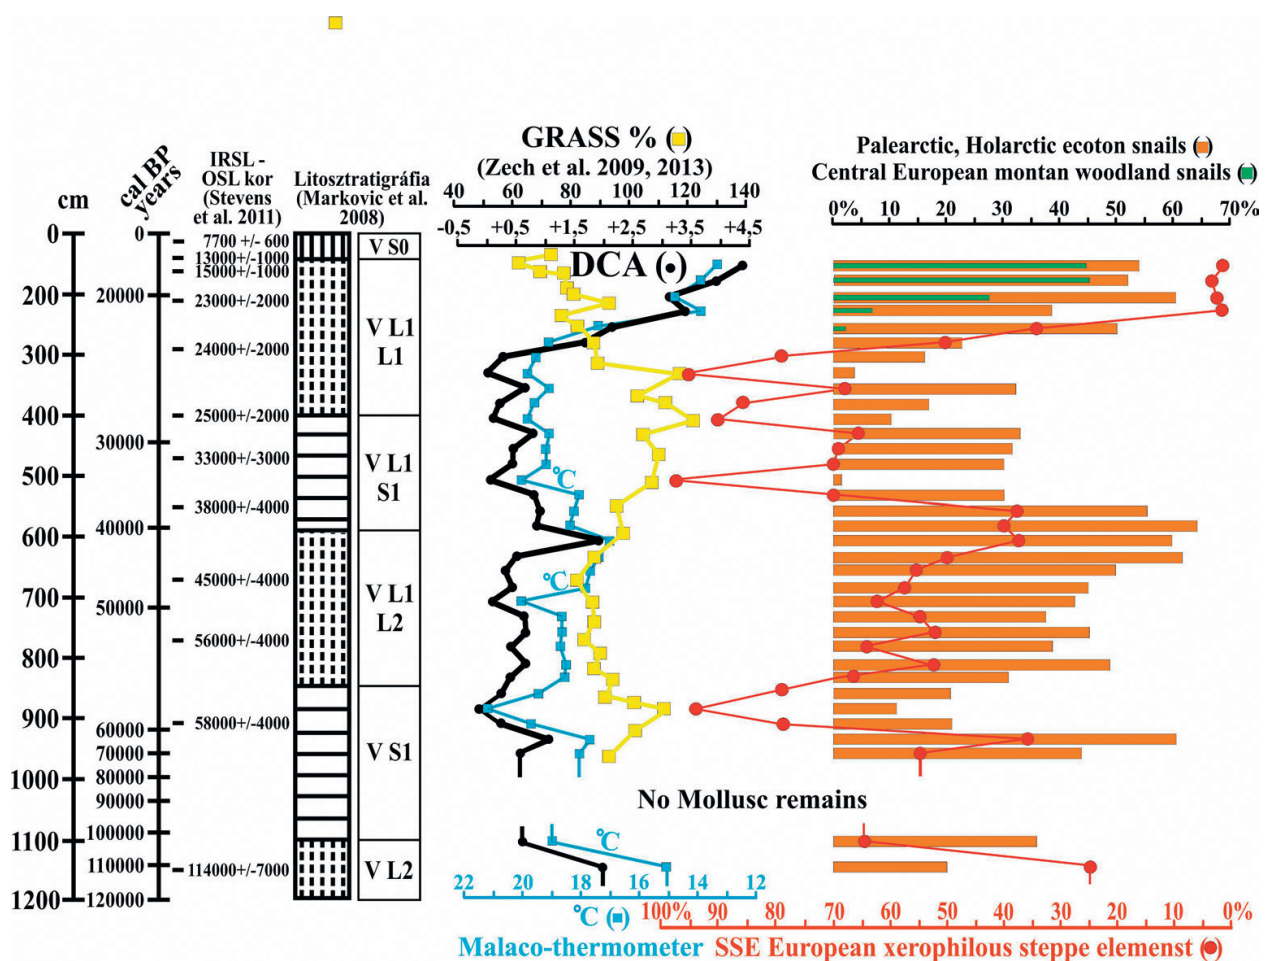 GRASS % ( )
(Zech et al. 2009, 2013)
40 60 80 100 120 140
-0,5 +0,5 +1,5 +2,5 +3,5 +4,5
DCA (•)
Palearctic, Holarctic ecoton snails ( )
Central European montan woodland snails ( )
0% 10 20 30 40 50 60 70%
cm
cal BP
years
IRSL -
OSL kor
(Stevens
et al. 2011)
Litosztratigráfia
(Markovic et al.
2008)
0
100
200
300
400
500
600
700
800
900
1000
1100
1200
0
20000
30000
40000
50000
60000
70000
80000
90000
100000
110000
120000
7700 +/- 600
13000+/-1000
15000+/-1000
23000+/-2000
24000+/-2000
25000+/-2000
33000+/-3000
38000+/-4000
45000+/-4000
56000+/-4000
58000+/-4000
114000+/-7000
V S0
V L1
L1
V L1
S1
V L1
L2
V S1
V L2
°C
°C
No Mollusc remains
°C
22 20 18 16 14 12
°C ( )
Malaco-thermometer
100% 90 80 70 60 50 40 30 20 10 0%
SSE European xerophilous steppe elemenst ( )